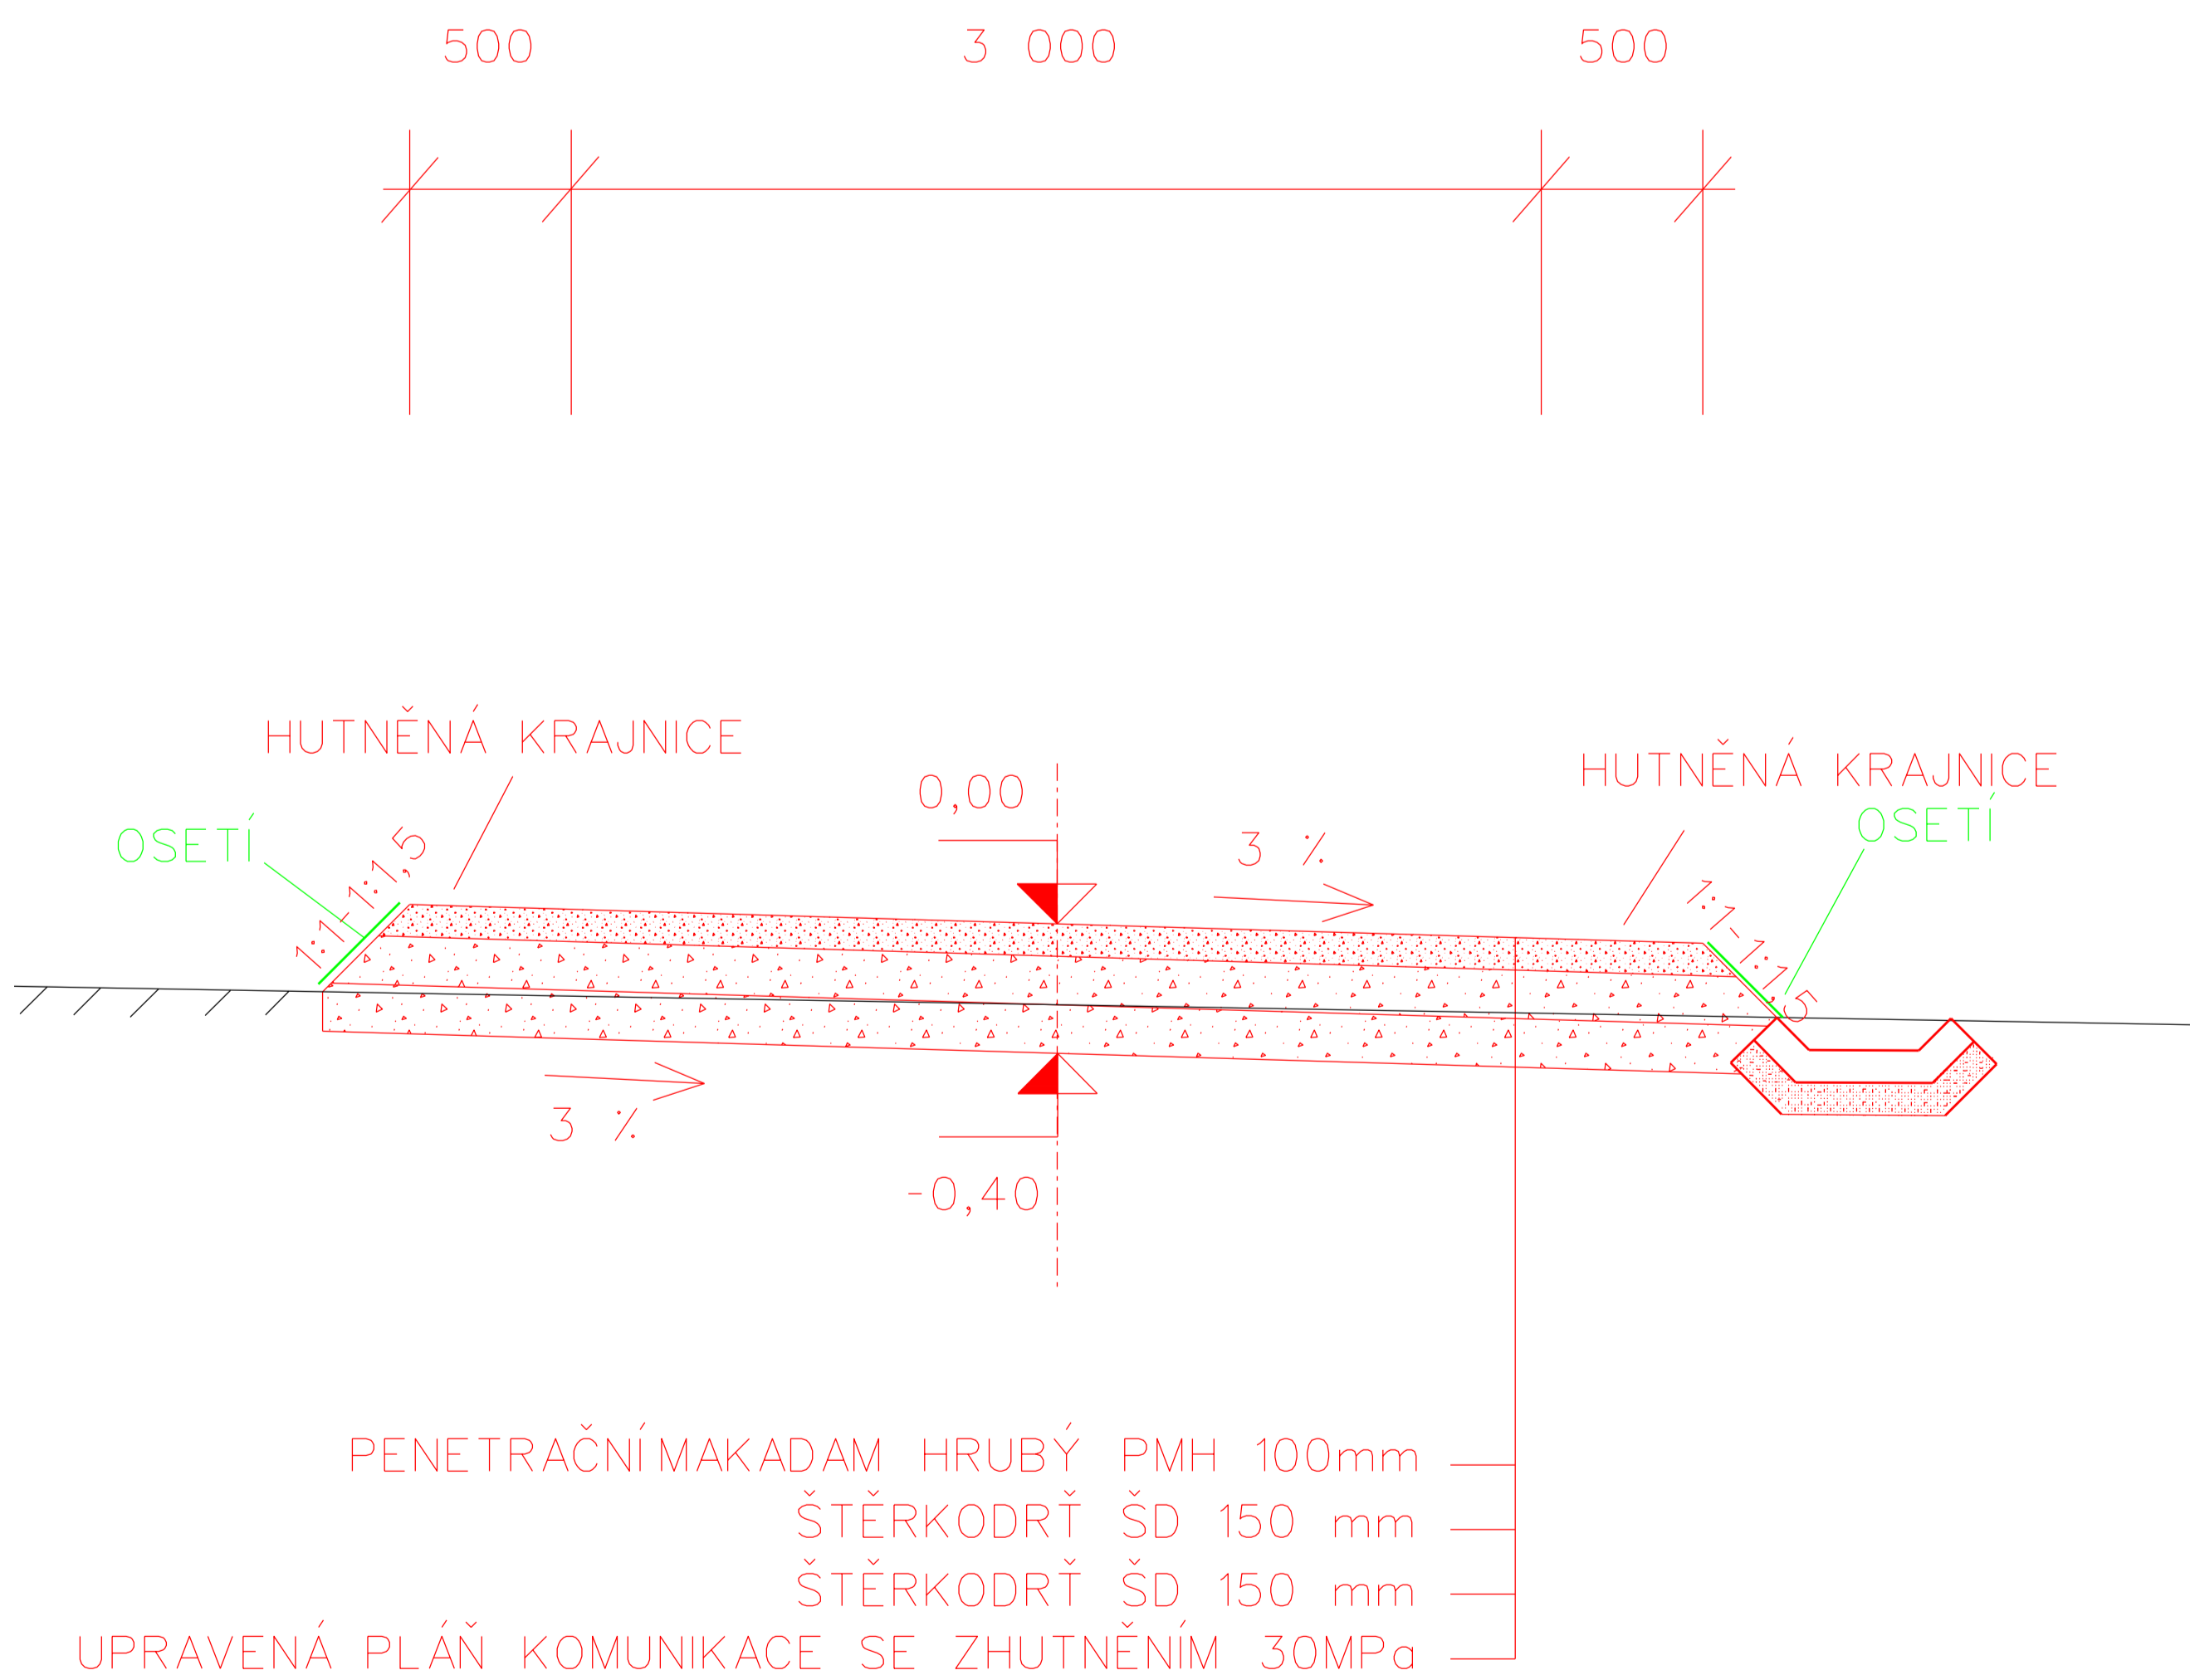 500 3 000 500
HUTNĚNÁ KRAJNICE
HUTNĚNÁ KRAJNICE
0,00
OSETÍ
OSETÍ
1:1-1:1,5
3 %
1:1-1:1,5
3 %
-0,40
PENETRAČNÍ MAKADAM HRUBÝ PMH 100mm
ŠTĚRKODRŤ ŠD 150 mm
ŠTĚRKODRŤ ŠD 150 mm
UPRAVENÁ PLÁŇ KOMUNIKACE SE ZHUTNĚNÍM 30MPa